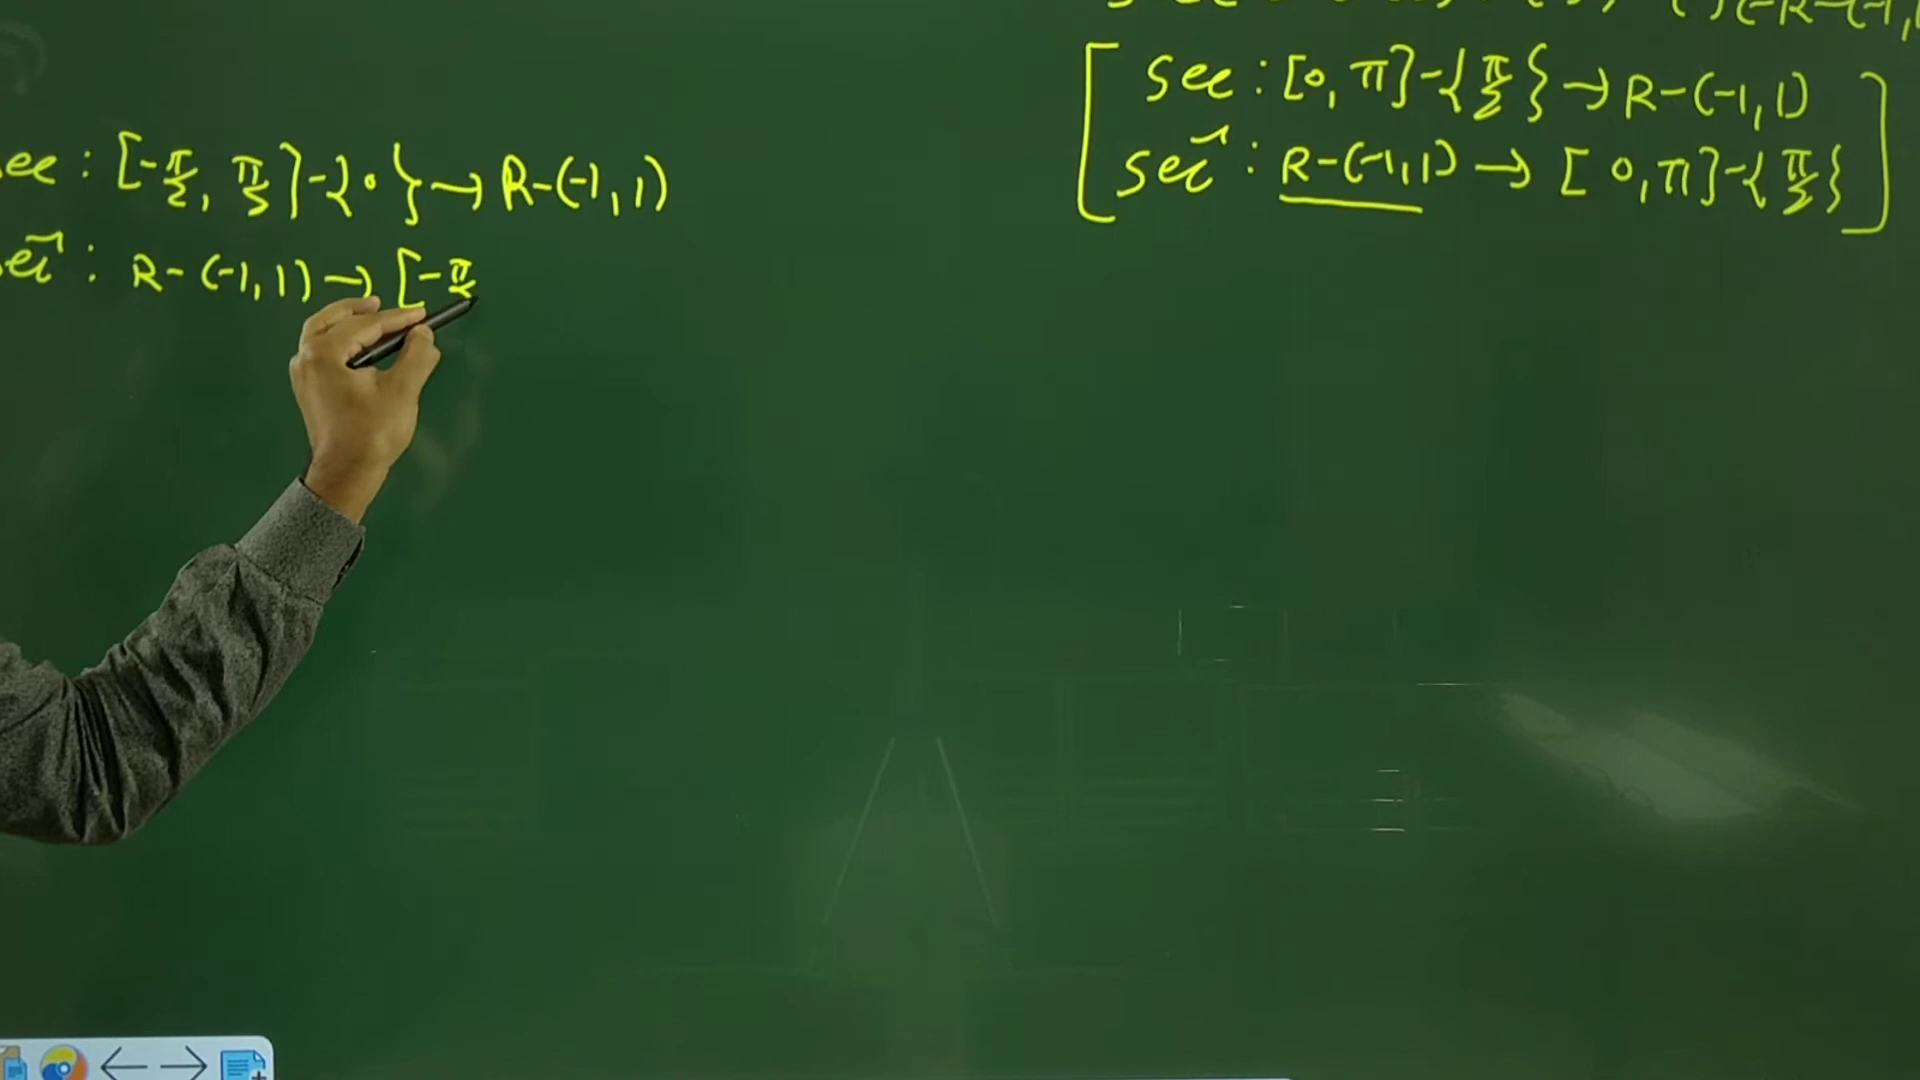 sec : [-π/2, π/2] - {0} → R - (-1, 1)
sec⁻¹ : R - (-1, 1) → [-π/2
sec : [0, π] - {π/2} → R - (-1, 1)
sec⁻¹ : R - (-1, 1) → [0, π] - {π/2}